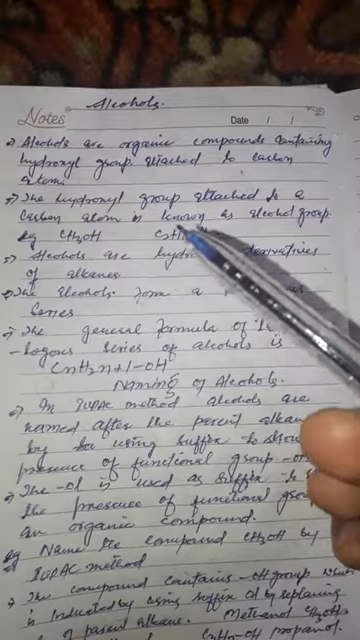 Alcohols.
Notes Date / /
Alcohols are organic compounds containing
hydroxyl group attached to carbon
atom.
The hydroxyl group attached to a
carbon atom is known as alcohol group.
eg CH3OH
Alcohols are derivatives
of alkanes
The alcohols form a
series
The general formula of
-logous series of alcohols is
CnH2n+1-OH
Naming of Alcohols.
In IUPAC method alcohols are
named after the parent
by using suffix to show
presence of functional group
The -ol is used as suffix to
the presence of functional
an organic compound.
eg Name the compound CH3OH by
IUPAC method
The compound contains -OH group which
is indicated by using suffix ol by replacing
of parent alkane. Methanol CH3OH
propanol.